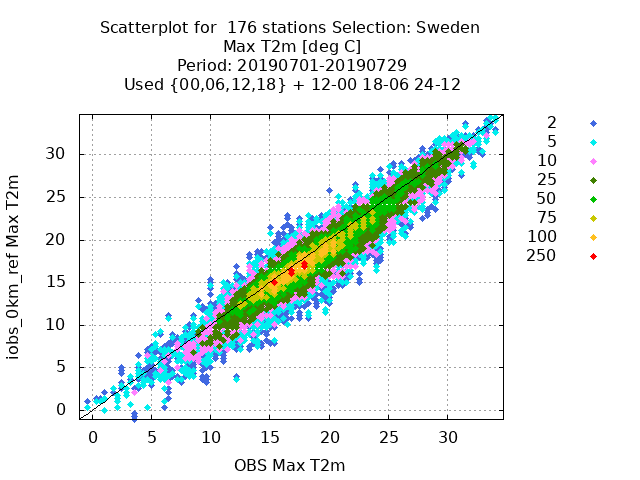 Scatterplot for  176 stations Selection: Sweden
Max T2m [deg C]
Period: 20190701-20190729
Used {00,06,12,18} + 12-00 18-06 24-12
iobs_0km_ref Max T2m
30
25
20
15
10
5
0
0 5 10 15 20 25 30
OBS Max T2m
2
5
10
25
50
75
100
250